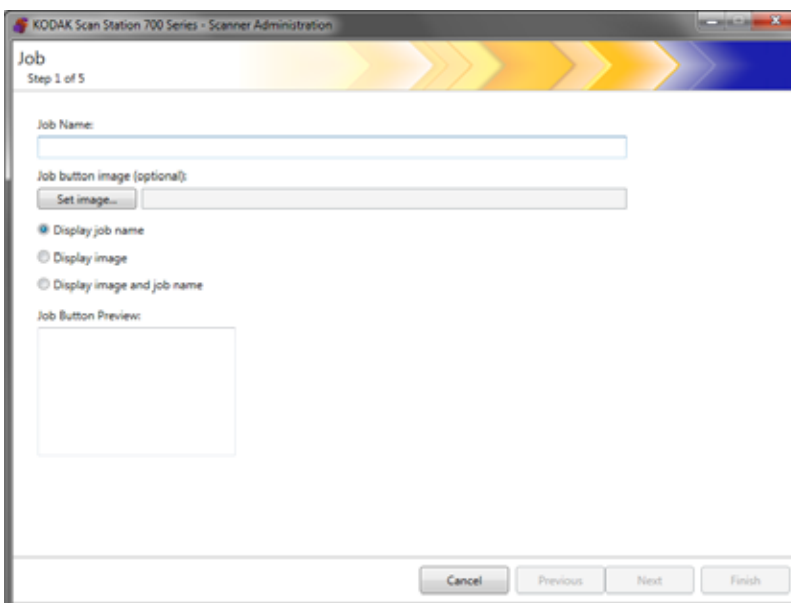 KODAK Scan Station 700 Series - Scanner Administration
Job
Step 1 of 5
Job Name:
Job button image (optional):
Set image...
Display job name
Display image
Display image and job name
Job Button Preview:
Cancel Previous Next Finish